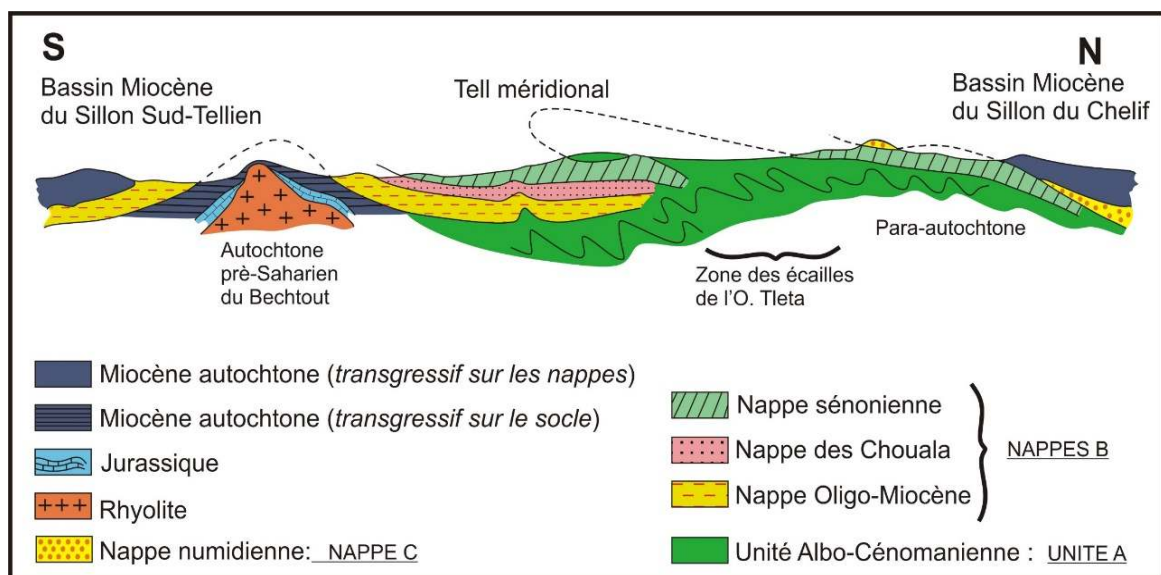 S
Bassin Miocène
du Sillon Sud-Tellien
Tell méridional
N
Bassin Miocène
du Sillon du Chelif
Autochtone
prè-Saharien
du Bechtout
Zone des écailles
de l'O. Tleta
Para-autochtone
Miocène autochtone (transgressif sur les nappes)
Miocène autochtone (transgressif sur le socle)
Jurassique
Rhyolite
Nappe numidienne: NAPPE C
Nappe sénonienne
Nappe des Chouala
Nappe Oligo-Miocène
NAPPES B
Unité Albo-Cénomanienne : UNITE A